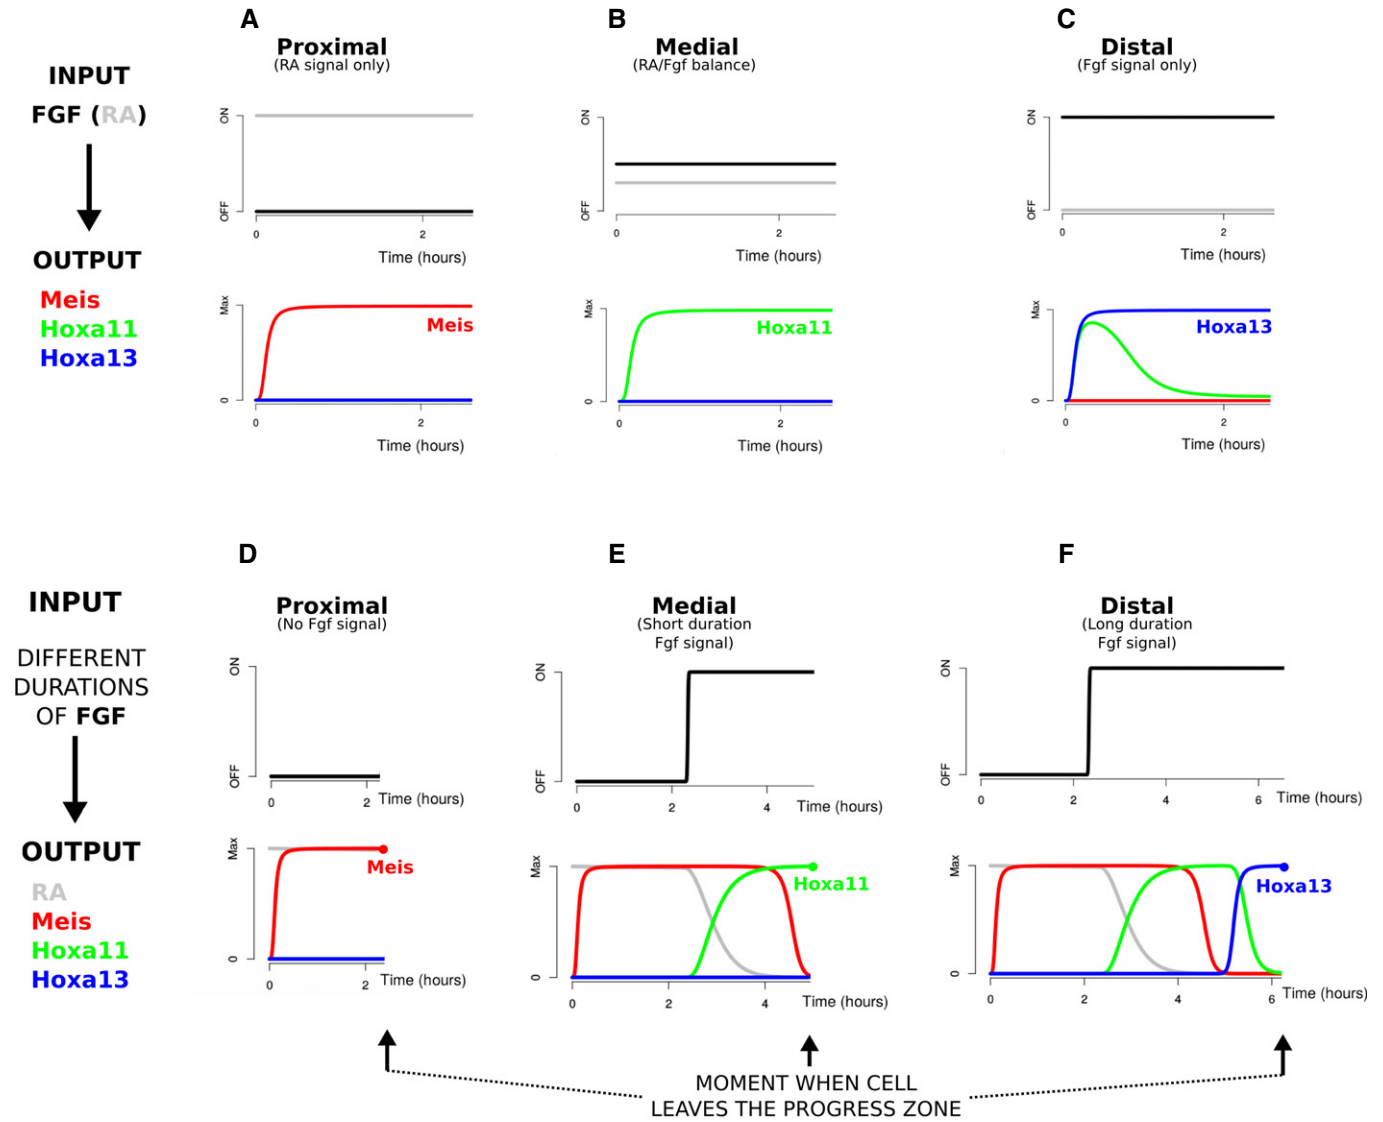 A
B
C
Proximal
(RA signal only)
Medial
(RA/Fgf balance)
Distal
(Fgf signal only)
INPUT
FGF (RA)
ON
OFF
0
2
Time (hours)
ON
OFF
0
2
Time (hours)
ON
OFF
0
2
Time (hours)
OUTPUT
Meis
Hoxa11
Hoxa13
Max
0
Meis
0
2
Time (hours)
Max
0
Hoxa11
0
2
Time (hours)
Max
0
Hoxa13
0
2
Time (hours)
D
E
F
INPUT
DIFFERENT
DURATIONS
OF FGF
Proximal
(No Fgf signal)
Medial
(Short duration
Fgf signal)
Distal
(Long duration
Fgf signal)
ON
OFF
0
2
Time (hours)
ON
OFF
0
2
4
Time (hours)
ON
OFF
0
2
4
6
Time (hours)
OUTPUT
RA
Meis
Hoxa11
Hoxa13
Max
0
Meis
0
2
Time (hours)
Max
0
Hoxa11
0
2
4
Time (hours)
Max
0
Hoxa13
0
2
4
6
Time (hours)
MOMENT WHEN CELL
LEAVES THE PROGRESS ZONE